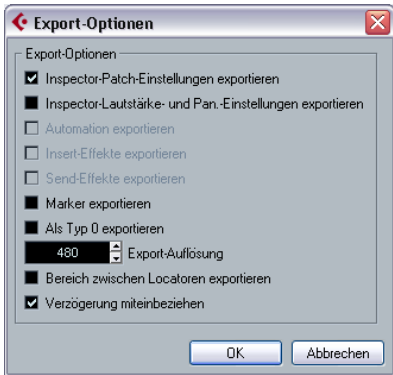 Export-Optionen
Export-Optionen
Inspector-Patch-Einstellungen exportieren
Inspector-Lautstärke- und Pan.-Einstellungen exportieren
Automation exportieren
Insert-Effekte exportieren
Send-Effekte exportieren
Marker exportieren
Als Typ 0 exportieren
480 Export-Auflösung
Bereich zwischen Locatoren exportieren
Verzögerung miteinbeziehen
OK Abbrechen